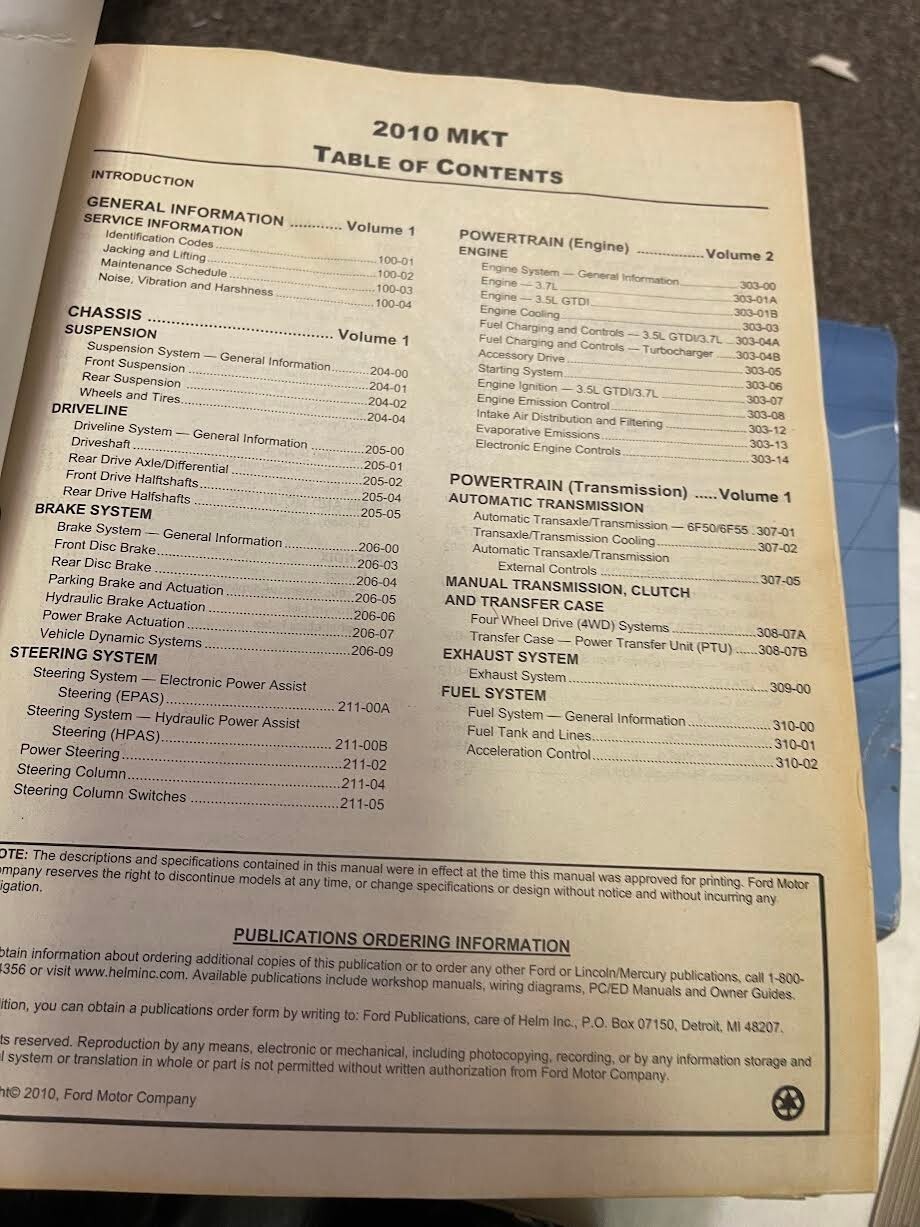 2010 MKT
TABLE OF CONTENTS
INTRODUCTION
GENERAL INFORMATION ............ Volume 1
SERVICE INFORMATION
Identification Codes ........ 100-01
Jacking and Lifting ........ 100-02
Maintenance Schedule ........ 100-03
Noise, Vibration and Harshness ........ 100-04
CHASSIS ........ Volume 1
SUSPENSION
Suspension System — General Information ........ 204-00
Front Suspension ........ 204-01
Rear Suspension ........ 204-02
Wheels and Tires ........ 204-04
DRIVELINE
Driveline System — General Information ........ 205-00
Driveshaft ........ 205-01
Rear Drive Axle/Differential ........ 205-02
Front Drive Halftshafts ........ 205-04
Rear Drive Halfshafts ........ 205-05
BRAKE SYSTEM
Brake System — General Information ........ 206-00
Front Disc Brake ........ 206-03
Rear Disc Brake ........ 206-04
Parking Brake and Actuation ........ 206-05
Hydraulic Brake Actuation ........ 206-06
Power Brake Actuation ........ 206-07
Vehicle Dynamic Systems ........ 206-09
STEERING SYSTEM
Steering System — Electronic Power Assist
Steering (EPAS) ........ 211-00A
Steering System — Hydraulic Power Assist
Steering (HPAS) ........ 211-00B
Power Steering ........ 211-02
Steering Column ........ 211-04
Steering Column Switches ........ 211-05
POWERTRAIN (Engine) ........ Volume 2
ENGINE
Engine System — General Information ........ 303-00
Engine — 3.7L ........ 303-01A
Engine — 3.5L GTDI ........ 303-01B
Engine Cooling ........ 303-03
Fuel Charging and Controls — 3.5L GTDI/3.7L ... 303-04A
Fuel Charging and Controls — Turbocharger ...... 303-04B
Accessory Drive ........ 303-05
Starting System ........ 303-06
Engine Ignition — 3.5L GTDI/3.7L ........ 303-07
Engine Emission Control ........ 303-08
Intake Air Distribution and Filtering ........ 303-12
Evaporative Emissions ........ 303-13
Electronic Engine Controls ........ 303-14
POWERTRAIN (Transmission) ..... Volume 1
AUTOMATIC TRANSMISSION
Automatic Transaxle/Transmission — 6F50/6F55 . 307-01
Transaxle/Transmission Cooling ........ 307-02
Automatic Transaxle/Transmission
External Controls ........ 307-05
MANUAL TRANSMISSION, CLUTCH
AND TRANSFER CASE
Four Wheel Drive (4WD) Systems ........ 308-07A
Transfer Case — Power Transfer Unit (PTU) ...... 308-07B
EXHAUST SYSTEM
Exhaust System ........ 309-00
FUEL SYSTEM
Fuel System — General Information ........ 310-00
Fuel Tank and Lines ........ 310-01
Acceleration Control ........ 310-02
OTE: The descriptions and specifications contained in this manual were in effect at the time this manual was approved for printing. Ford Motor
ompany reserves the right to discontinue models at any time, or change specifications or design without notice and without incurring any
igation.
PUBLICATIONS ORDERING INFORMATION
btain information about ordering additional copies of this publication or to order any other Ford or Lincoln/Mercury publications, call 1-800-
4356 or visit www.helminc.com. Available publications include workshop manuals, wiring diagrams, PC/ED Manuals and Owner Guides.
ition, you can obtain a publications order form by writing to: Ford Publications, care of Helm Inc., P.O. Box 07150, Detroit, MI 48207.
ts reserved. Reproduction by any means, electronic or mechanical, including photocopying, recording, or by any information storage and
l system or translation in whole or part is not permitted without written authorization from Ford Motor Company.
ht© 2010, Ford Motor Company